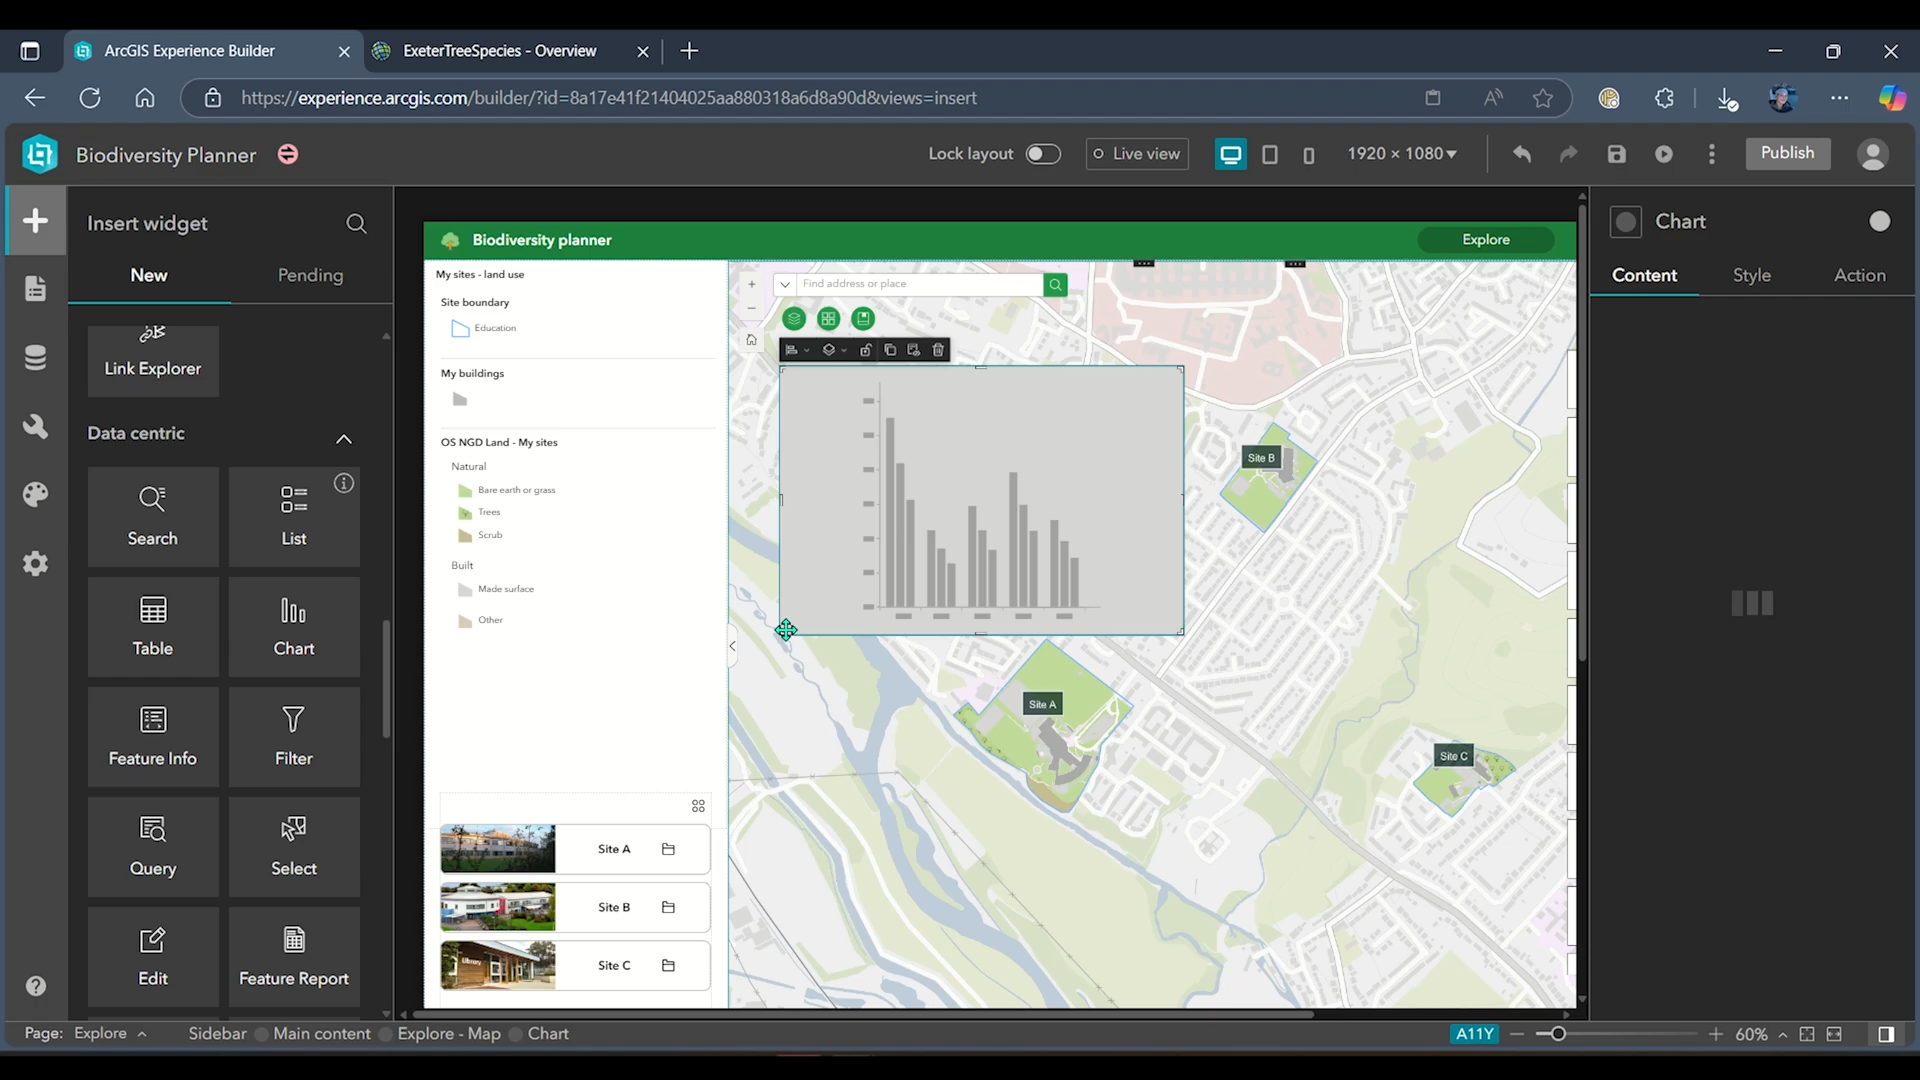 ArcGIS Experience Builder
ExeterTreeSpecies - Overview
https://experience.arcgis.com/builder/?id=8a17e41f21404025aa880318a6d8a90d&views=insert
Biodiversity Planner
Lock layout
Live view
1920 × 1080
Publish
Insert widget
New
Pending
Link Explorer
Data centric
Search
List
Table
Chart
Feature Info
Filter
Query
Select
Edit
Feature Report
Biodiversity planner
Explore
My sites - land use
Site boundary
Education
My buildings
OS NGD Land - My sites
Natural
Bare earth or grass
Trees
Scrub
Built
Made surface
Other
Site A
Site B
Site C
Find address or place
Site B
Site A
Site C
Library
Chart
Content
Style
Action
Page: Explore
Sidebar
Main content
Explore - Map
Chart
A11Y
60%